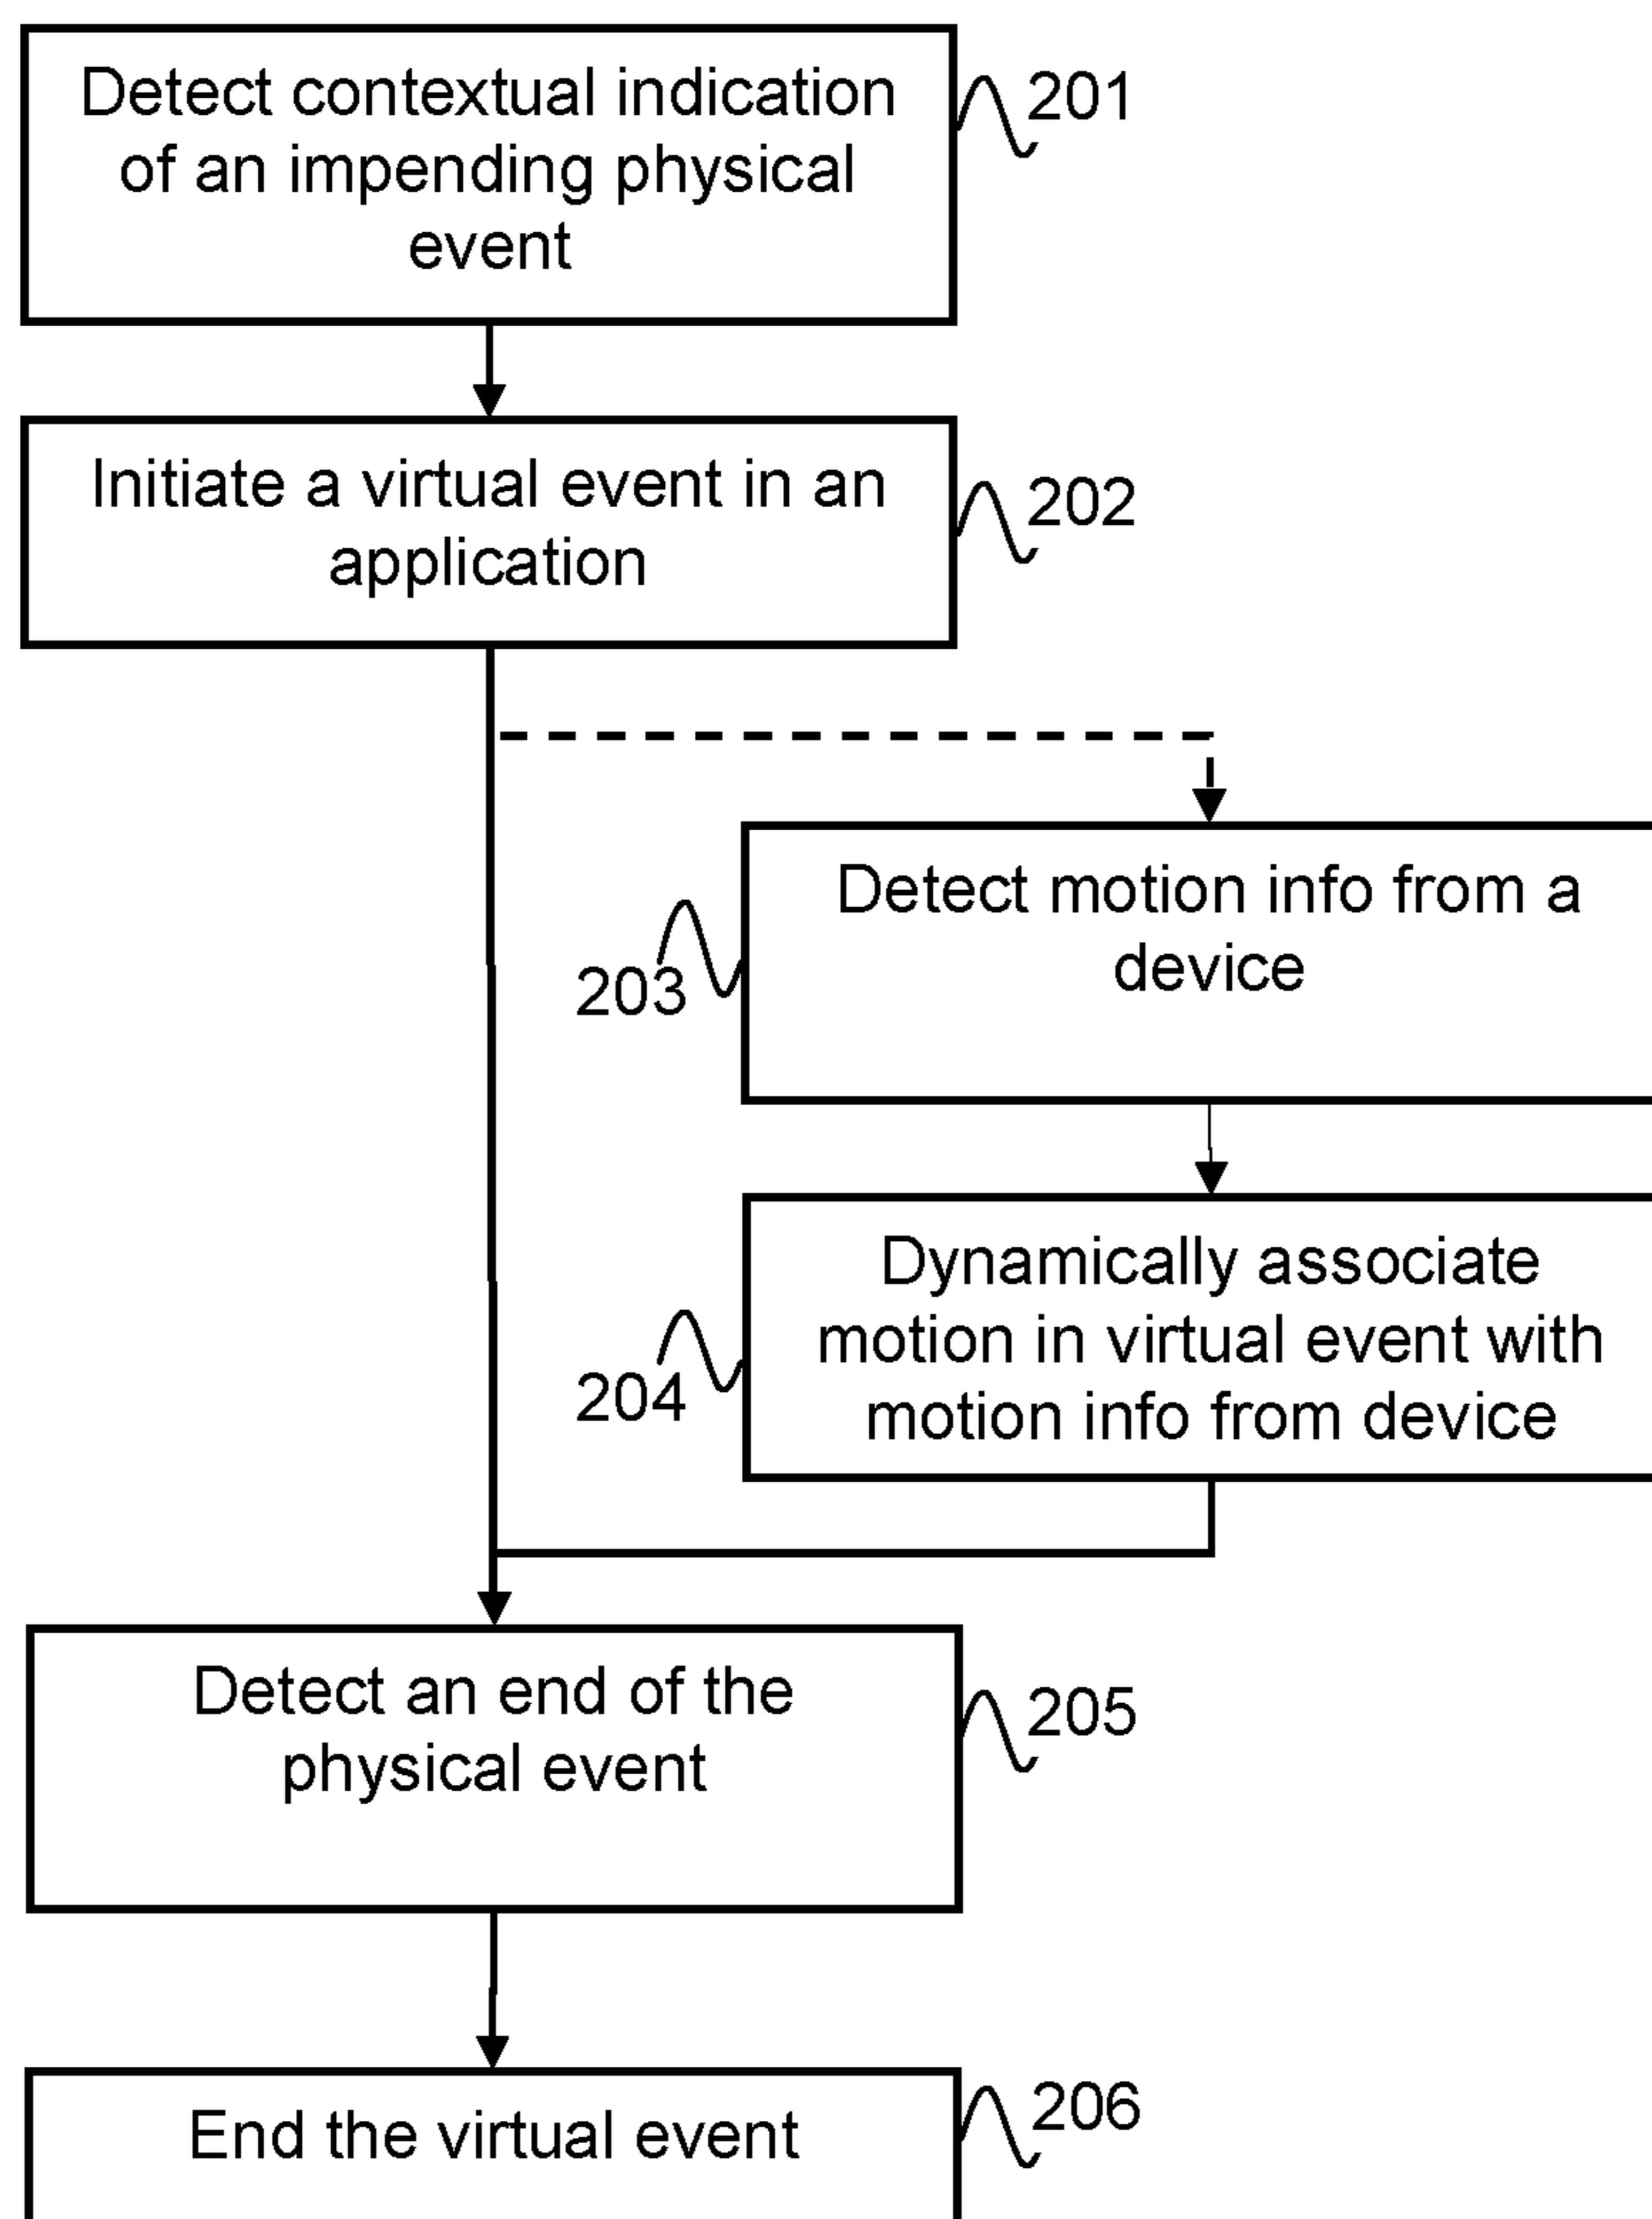 Detect contextual indication
of an impending physical
event
201
Initiate a virtual event in an
application
202
Detect motion info from a
device
203
Dynamically associate
motion in virtual event with
motion info from device
204
Detect an end of the
physical event
205
End the virtual event
206